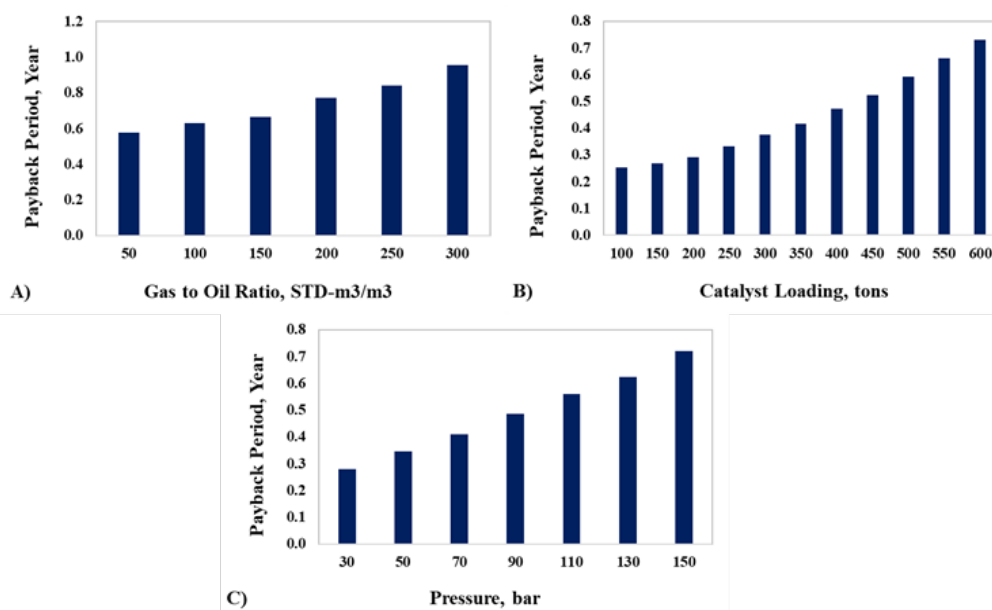 Payback Period, Year
1.2
1.0
0.8
0.6
0.4
0.2
0.0
50 100 150 200 250 300
A) Gas to Oil Ratio, STD-m3/m3
Payback Period, Year
0.8
0.7
0.6
0.5
0.4
0.3
0.2
0.1
0.0
100 150 200 250 300 350 400 450 500 550 600
B) Catalyst Loading, tons
Payback Period, Year
0.8
0.7
0.6
0.5
0.4
0.3
0.2
0.1
0.0
30 50 70 90 110 130 150
C) Pressure, bar